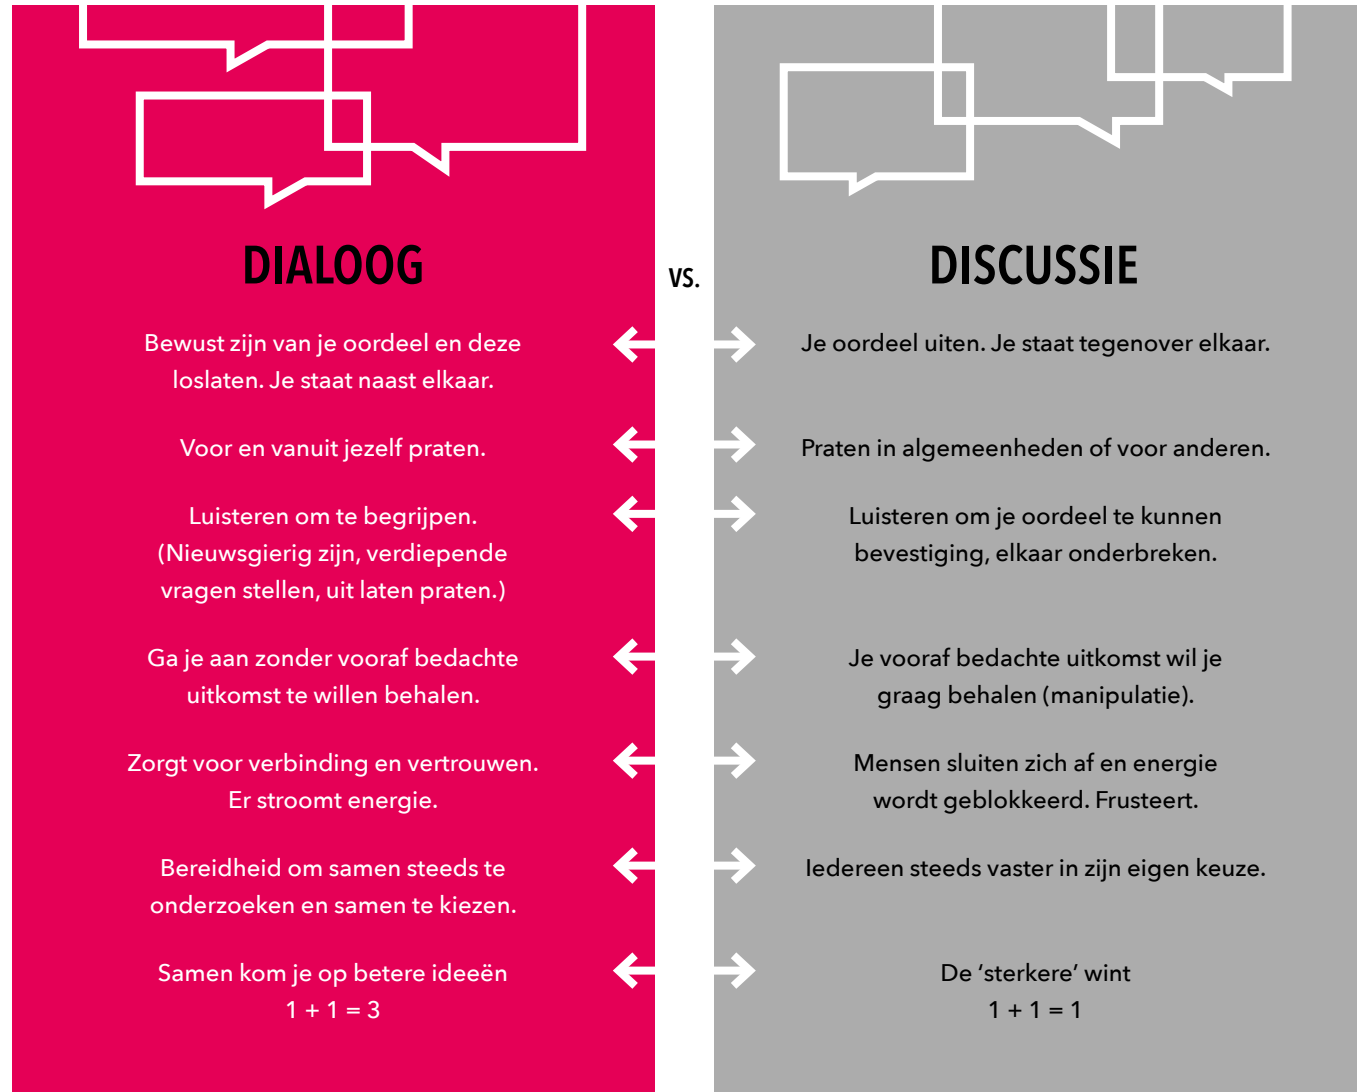 DIALOOG
Bewust zijn van je oordeel en deze
loslaten. Je staat naast elkaar.
Voor en vanuit jezelf praten.
Luisteren om te begrijpen.
(Nieuwsgierig zijn, verdiepende
vragen stellen, uit laten praten.)
Ga je aan zonder vooraf bedachte
uitkomst te willen behalen.
Zorgt voor verbinding en vertrouwen.
Er stroomt energie.
Bereidheid om samen steeds te
onderzoeken en samen te kiezen.
Samen kom je op betere ideeën
1 + 1 = 3
VS.
DISCUSSIE
Je oordeel uiten. Je staat tegenover elkaar.
Praten in algemeenheden of voor anderen.
Luisteren om je oordeel te kunnen
bevestiging, elkaar onderbreken.
Je vooraf bedachte uitkomst wil je
graag behalen (manipulatie).
Mensen sluiten zich af en energie
wordt geblokkeerd. Frusteert.
Iedereen steeds vaster in zijn eigen keuze.
De ‘sterkere’ wint
1 + 1 = 1